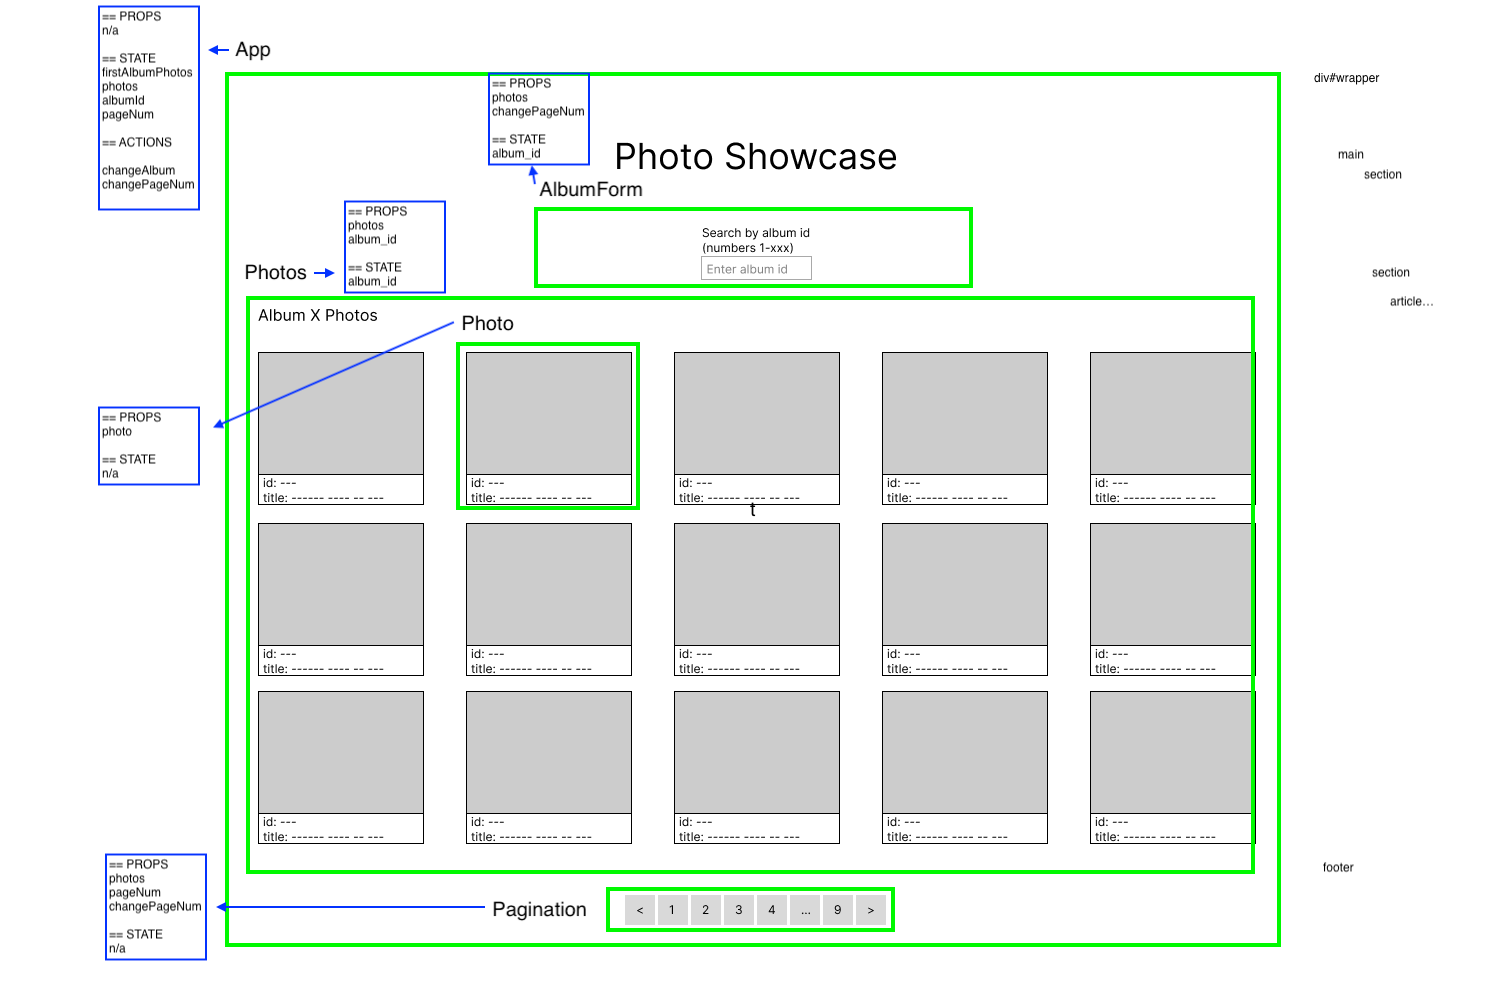 == PROPS
n/a
== STATE
firstAlbumPhotos
photos
albumId
pageNum
== ACTIONS
changeAlbum
changePageNum
App
div#wrapper
== PROPS
photos
changePageNum
== STATE
album_id
Photo Showcase
main
section
AlbumForm
== PROPS
photos
album_id
== STATE
album_id
Photos
Search by album id
(numbers 1-xxx)
Enter album id
section
article...
Album X Photos
Photo
== PROPS
photo
== STATE
n/a
id: ---
title: ------ ---- -- ---
id: ---
title: ------ ---- -- ---
id: ---
title: ------ ---- -- ---
id: ---
title: ------ ---- -- ---
id: ---
title: ------ ---- -- ---
t
id: ---
title: ------ ---- -- ---
id: ---
title: ------ ---- -- ---
id: ---
title: ------ ---- -- ---
id: ---
title: ------ ---- -- ---
id: ---
title: ------ ---- -- ---
id: ---
title: ------ ---- -- ---
id: ---
title: ------ ---- -- ---
id: ---
title: ------ ---- -- ---
id: ---
title: ------ ---- -- ---
id: ---
title: ------ ---- -- ---
footer
== PROPS
photos
pageNum
changePageNum
== STATE
n/a
Pagination
< 1 2 3 4 ... 9 >